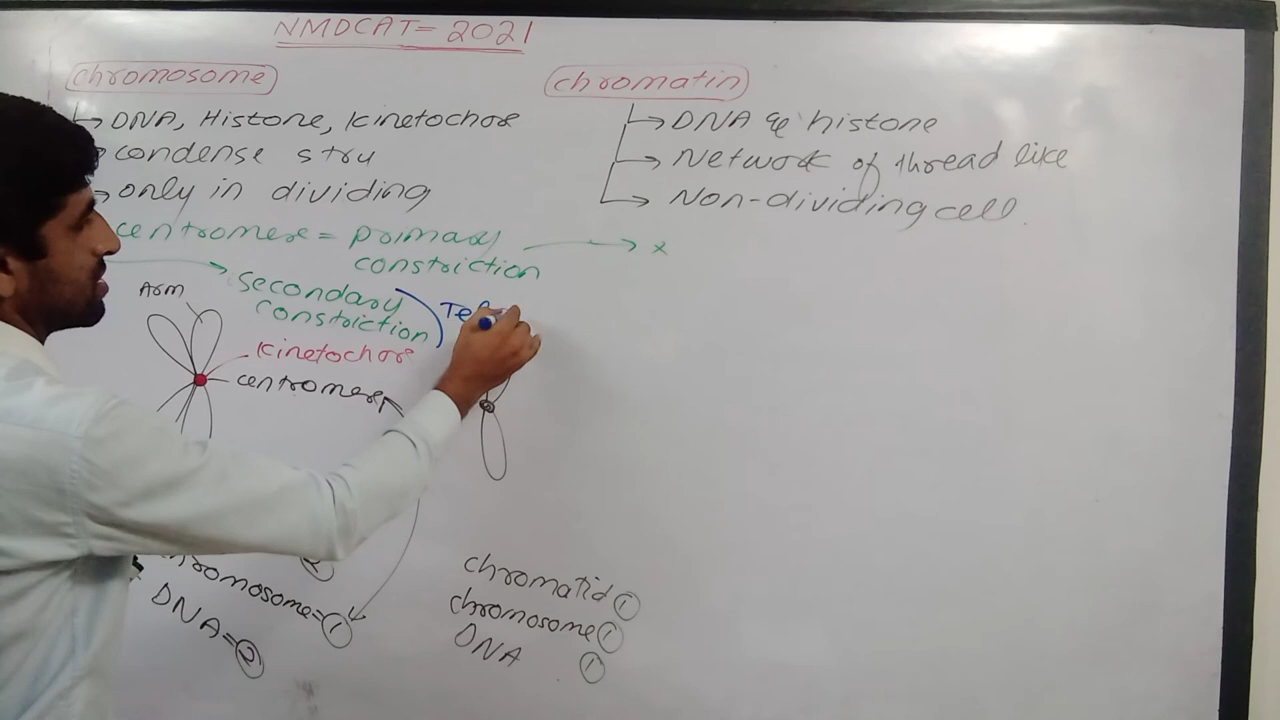 NMDCAT= 2021
chromosome
DNA, Histone, Kinetochore
condense stru
only in dividing
centromere = primary constriction
x
secondary constriction
Arm
Kinetochore
centromere
2
chromosome=1
DNA=2
chromatin
DNA & histone
Network of thread like
Non-dividing cell.
chromatid 1
chromosome 1
DNA 1